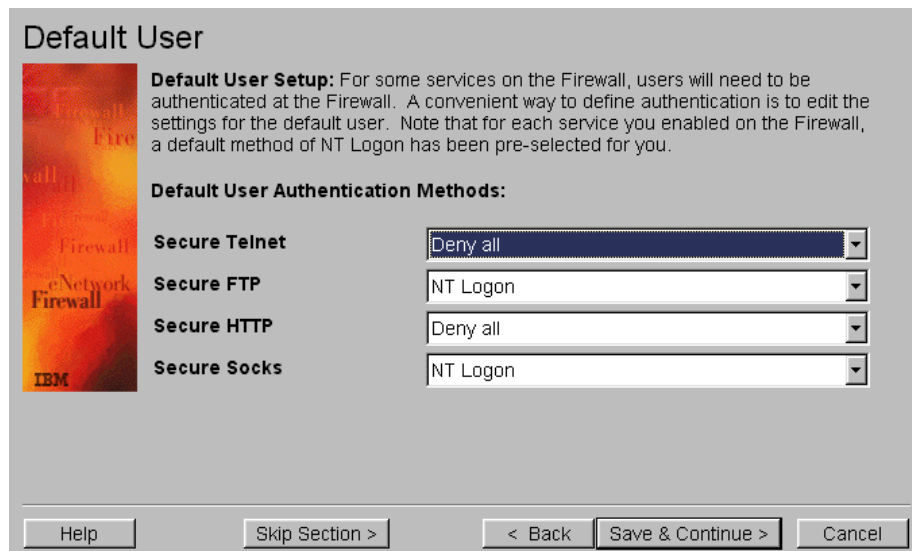 Default User
Default User Setup: For some services on the Firewall, users will need to be
authenticated at the Firewall. A convenient way to define authentication is to edit the
settings for the default user. Note that for each service you enabled on the Firewall,
a default method of NT Logon has been pre-selected for you.
Firewall
Fire
wall
Firewall
Firewall
eNetwork
Firewall
IBM
Default User Authentication Methods:
Secure Telnet
Deny all
Secure FTP
NT Logon
Secure HTTP
Deny all
Secure Socks
NT Logon
Help
Skip Section >
< Back
Save & Continue >
Cancel